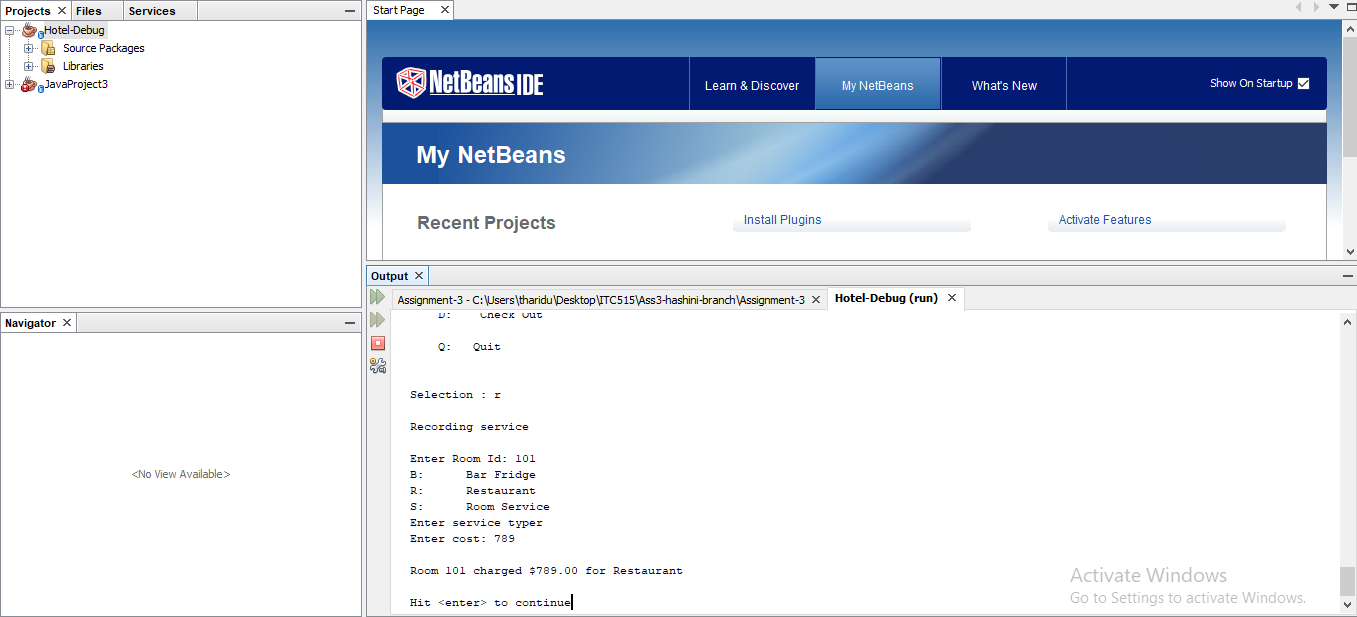 Projects
Files
Services
Hotel-Debug
Source Packages
Libraries
JavaProject3
Navigator
<No View Available>
Start Page
NetBeans IDE
Learn & Discover
My NetBeans
What's New
Show On Startup
My NetBeans
Recent Projects
Install Plugins
Activate Features
Output
Assignment-3 - C:\Users\tharidu\Desktop\ITC515\Ass3-hashini-branch\Assignment-3
Hotel-Debug (run)
D: Check Out
Q: Quit
Selection : r
Recording service
Enter Room Id: 101
B: Bar Fridge
R: Restaurant
S: Room Service
Enter service typer
Enter cost: 789
Room 101 charged $789.00 for Restaurant
Hit <enter> to continue
Activate Windows
Go to Settings to activate Windows.